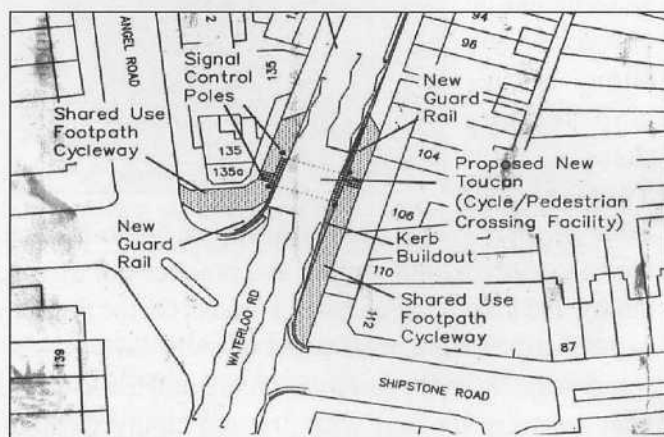 ANGEL ROAD
2
135
94
96
Signal
Control
Poles
New
Guard
Rail
Shared Use
Footpath
Cycleway
135
135a
104
Proposed New
Toucan
(Cycle/Pedestrian
Crossing Facility)
106
New
Guard
Rail
Kerb
Buildout
110
Shared Use
Footpath
Cycleway
112
WATERLOO RD
139
87
SHIPSTONE ROAD